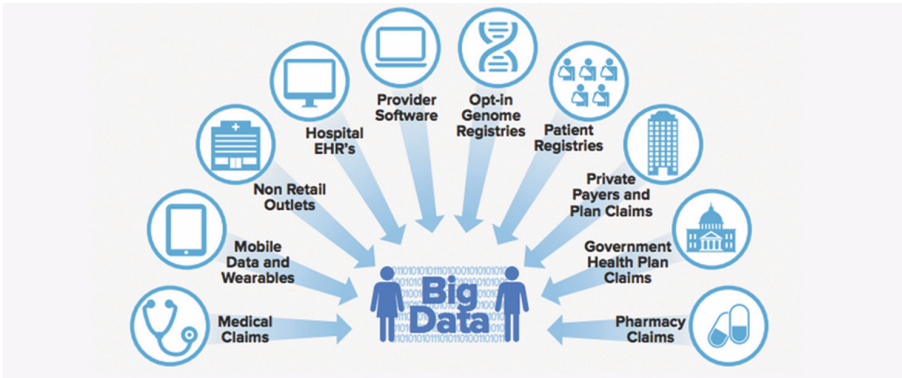 Provider
Software
Opt-in
Genome
Registries
Hospital
EHR's
Patient
Registries
Non Retail
Outlets
Private
Payers and
Plan Claims
Mobile
Data and
Wearables
Government
Health Plan
Claims
Medical
Claims
Big
Data
Pharmacy
Claims